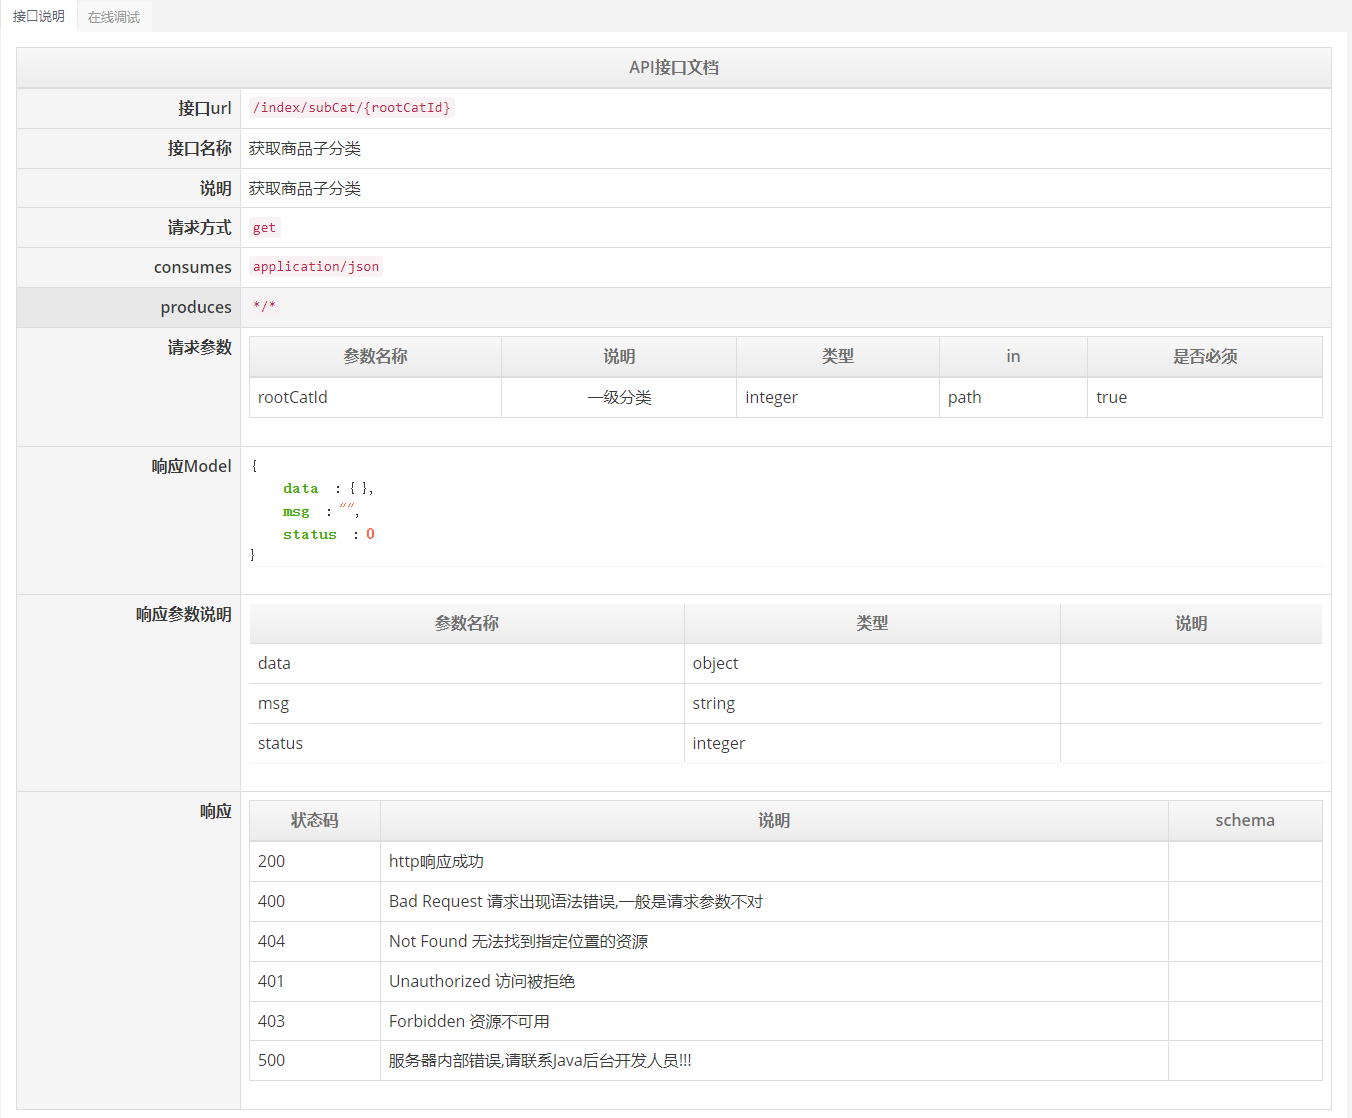 接口说明 在线调试
API接口文档
接口url /index/subCat/{rootCatId}
接口名称 获取商品子分类
说明 获取商品子分类
请求方式 get
consumes application/json
produces */*
请求参数 参数名称 说明 类型 in 是否必须
rootCatId 一级分类 integer path true
响应Model {
data : { },
msg : "",
status : 0
}
响应参数说明 参数名称 类型 说明
data object
msg string
status integer
响应 状态码 说明 schema
200 http响应成功
400 Bad Request 请求出现语法错误,一般是请求参数不对
404 Not Found 无法找到指定位置的资源
401 Unauthorized 访问被拒绝
403 Forbidden 资源不可用
500 服务器内部错误,请联系Java后台开发人员!!!